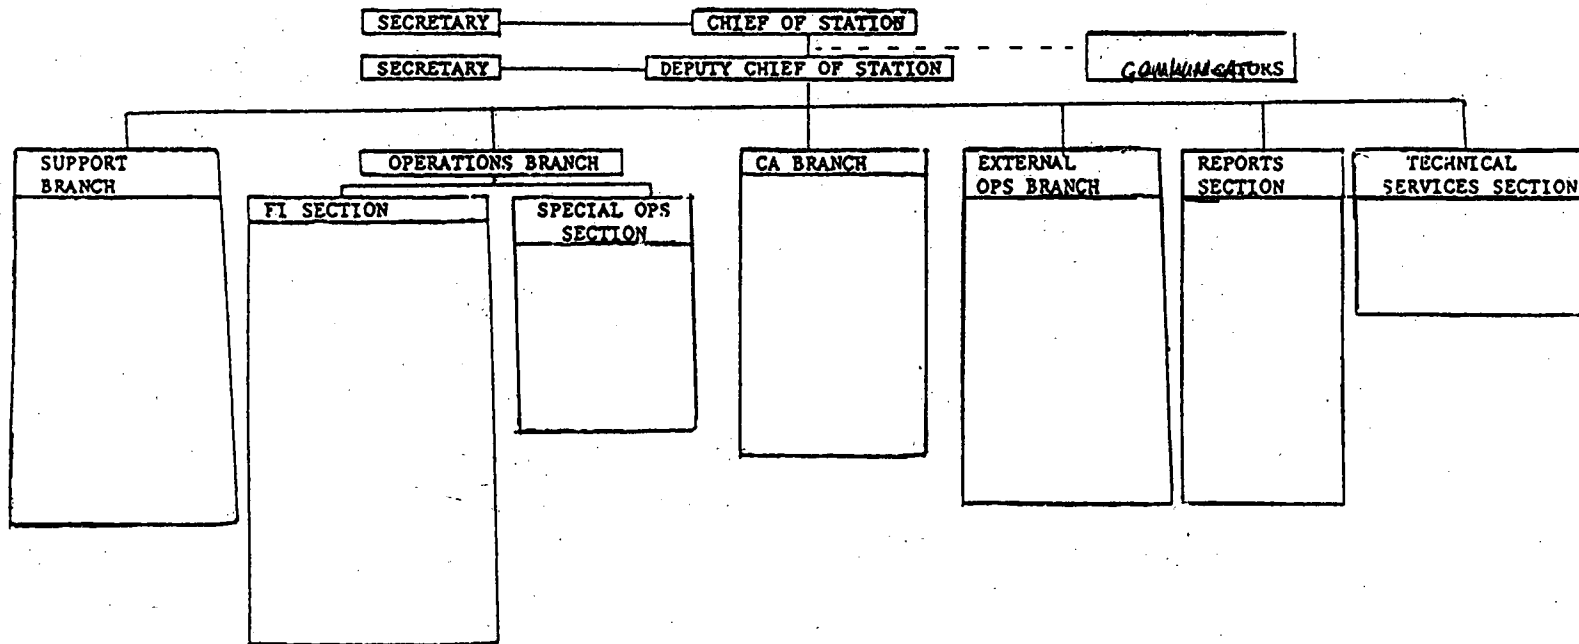 SECRETARY
CHIEF OF STATION
SECRETARY
DEPUTY CHIEF OF STATION
COMMUNICATORS
SUPPORT
BRANCH
OPERATIONS BRANCH
FI SECTION
SPECIAL OPS
SECTION
CA BRANCH
EXTERNAL
OPS BRANCH
REPORTS
SECTION
TECHNICAL
SERVICES SECTION